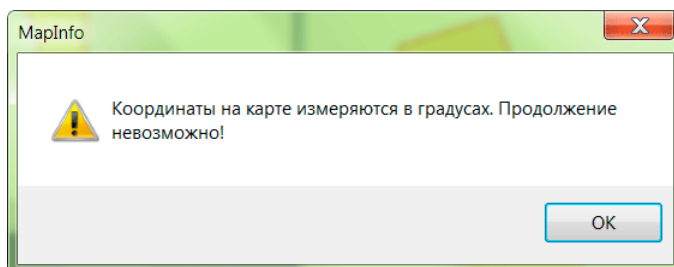 MapInfo
Координаты на карте измеряются в градусах. Продолжение
невозможно!
OK